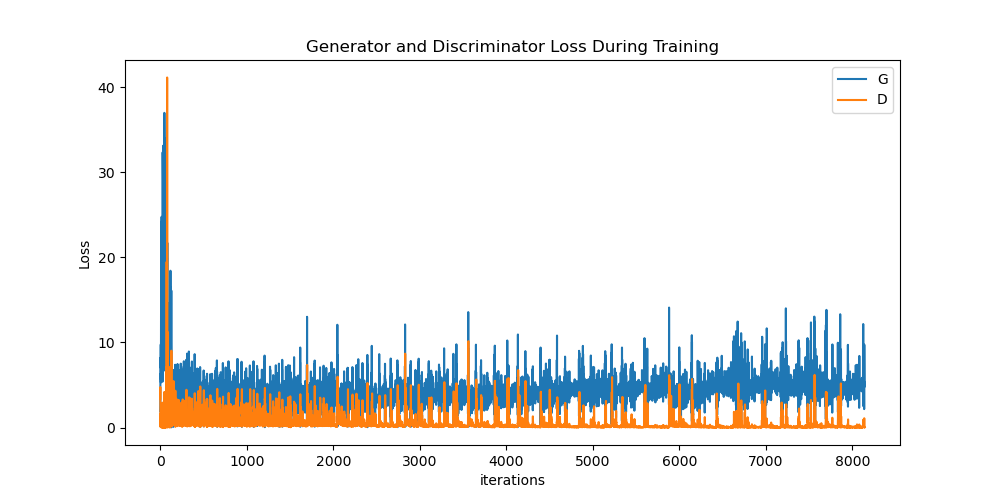 Generator and Discriminator Loss During Training
G
D
40
30
20
10
0
Loss
0 1000 2000 3000 4000 5000 6000 7000 8000
iterations